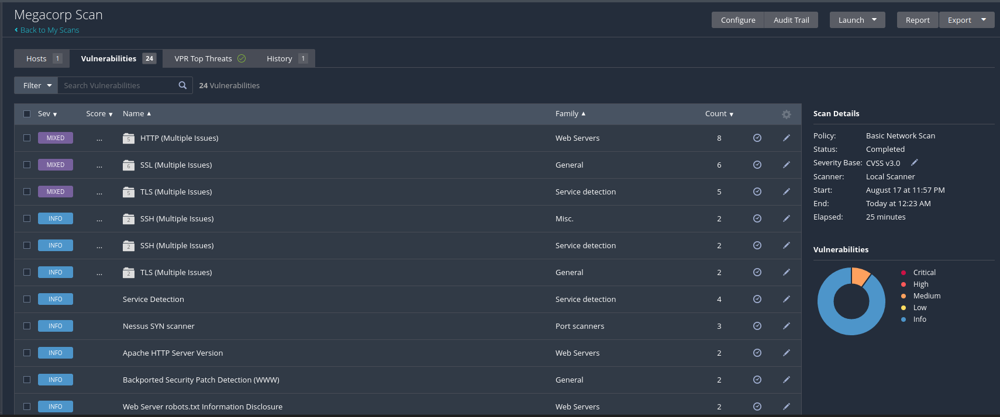 Megacorp Scan
Back to My Scans
Configure Audit Trail Launch Report Export
Hosts 1 Vulnerabilities 24 VPR Top Threats History 1
Filter Search Vulnerabilities 24 Vulnerabilities
Sev Score Name Family Count
MIXED ... 5 HTTP (Multiple Issues) Web Servers 8
MIXED ... 6 SSL (Multiple Issues) General 6
MIXED ... 5 TLS (Multiple Issues) Service detection 5
INFO ... 2 SSH (Multiple Issues) Misc. 2
INFO ... 2 SSH (Multiple Issues) Service detection 2
INFO ... 2 TLS (Multiple Issues) General 2
INFO Service Detection Service detection 4
INFO Nessus SYN scanner Port scanners 3
INFO Apache HTTP Server Version Web Servers 2
INFO Backported Security Patch Detection (WWW) General 2
INFO Web Server robots.txt Information Disclosure Web Servers 2
Scan Details
Policy: Basic Network Scan
Status: Completed
Severity Base: CVSS v3.0
Scanner: Local Scanner
Start: August 17 at 11:57 PM
End: Today at 12:23 AM
Elapsed: 25 minutes
Vulnerabilities
Critical
High
Medium
Low
Info